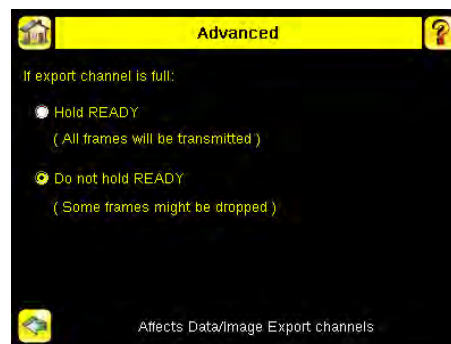 Advanced
?
If export channel is full:
Hold READY
( All frames will be transmitted )
Do not hold READY
( Some frames might be dropped )
Affects Data/Image Export channels